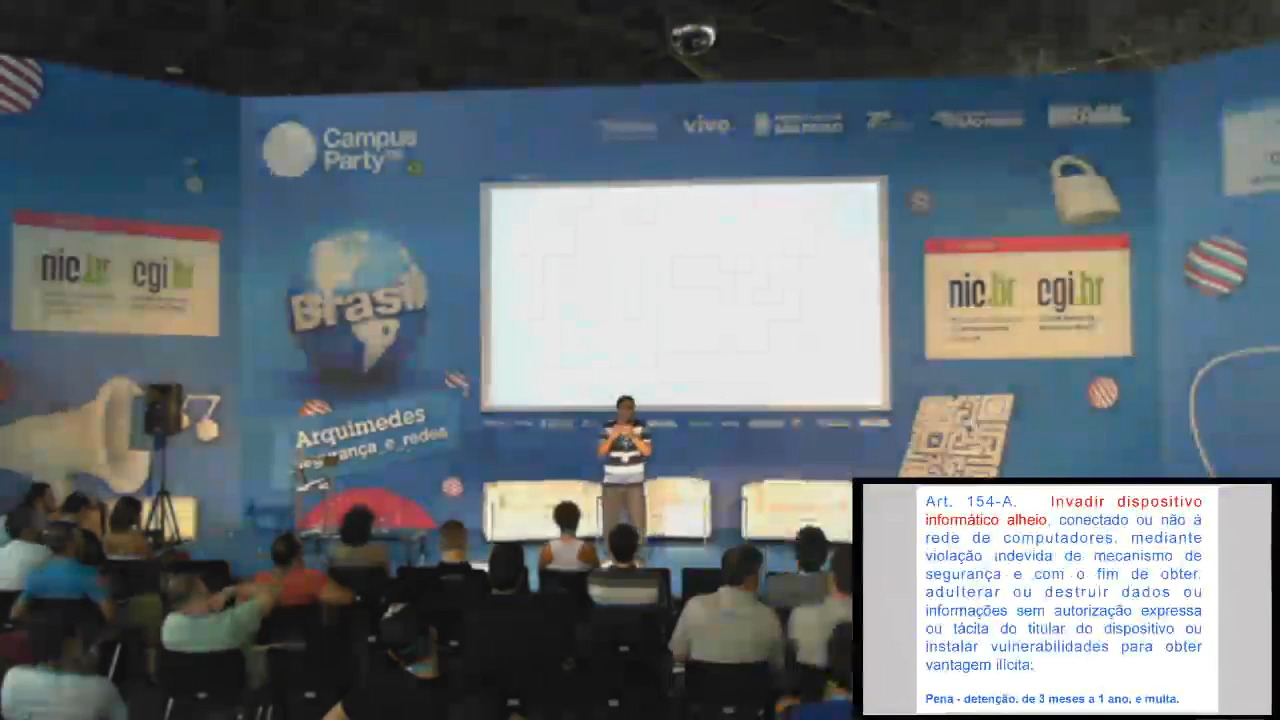 Campus
Party
vivo
SÃO PAULO
nic.br cgi.br
Brasil
nic.br cgi.br
Arquimedes
segurança_e_redes
Art. 154-A. Invadir dispositivo
informático alheio, conectado ou não à
rede de computadores, mediante
violação indevida de mecanismo de
segurança e com o fim de obter,
adulterar ou destruir dados ou
informações sem autorização expressa
ou tácita do titular do dispositivo ou
instalar vulnerabilidades para obter
vantagem ilícita:
Pena - detenção, de 3 meses a 1 ano, e multa.